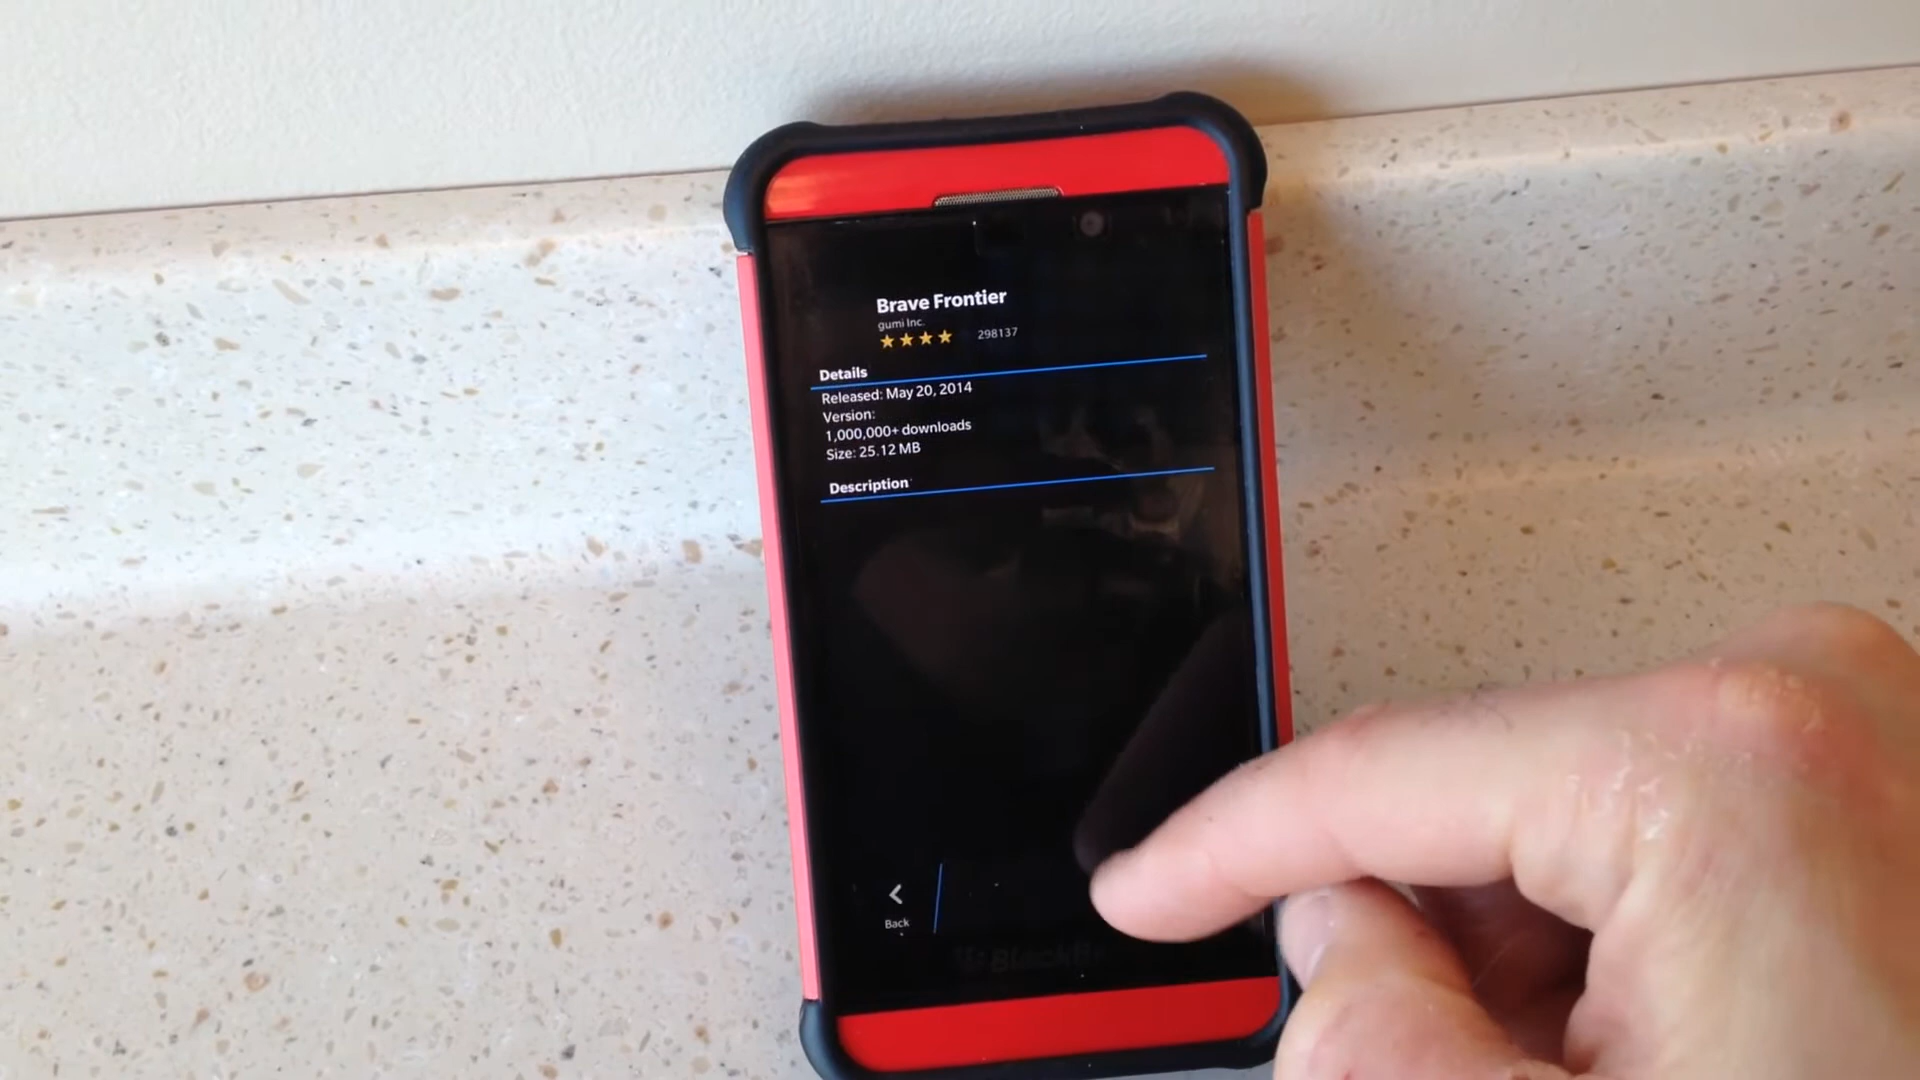 Brave Frontier
gumi Inc.
298137
Details
Released: May 20, 2014
Version:
1,000,000+ downloads
Size: 25.12 MB
Description
Back